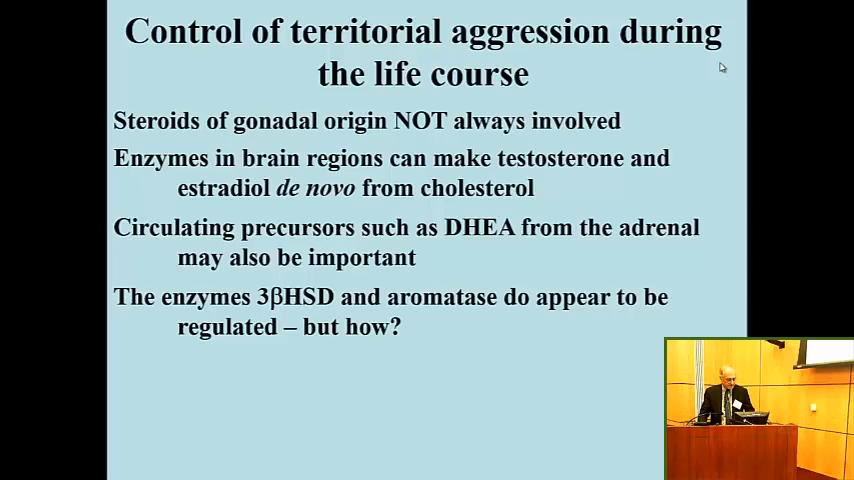 Control of territorial aggression during
the life course
Steroids of gonadal origin NOT always involved
Enzymes in brain regions can make testosterone and
estradiol de novo from cholesterol
Circulating precursors such as DHEA from the adrenal
may also be important
The enzymes 3βHSD and aromatase do appear to be
regulated – but how?